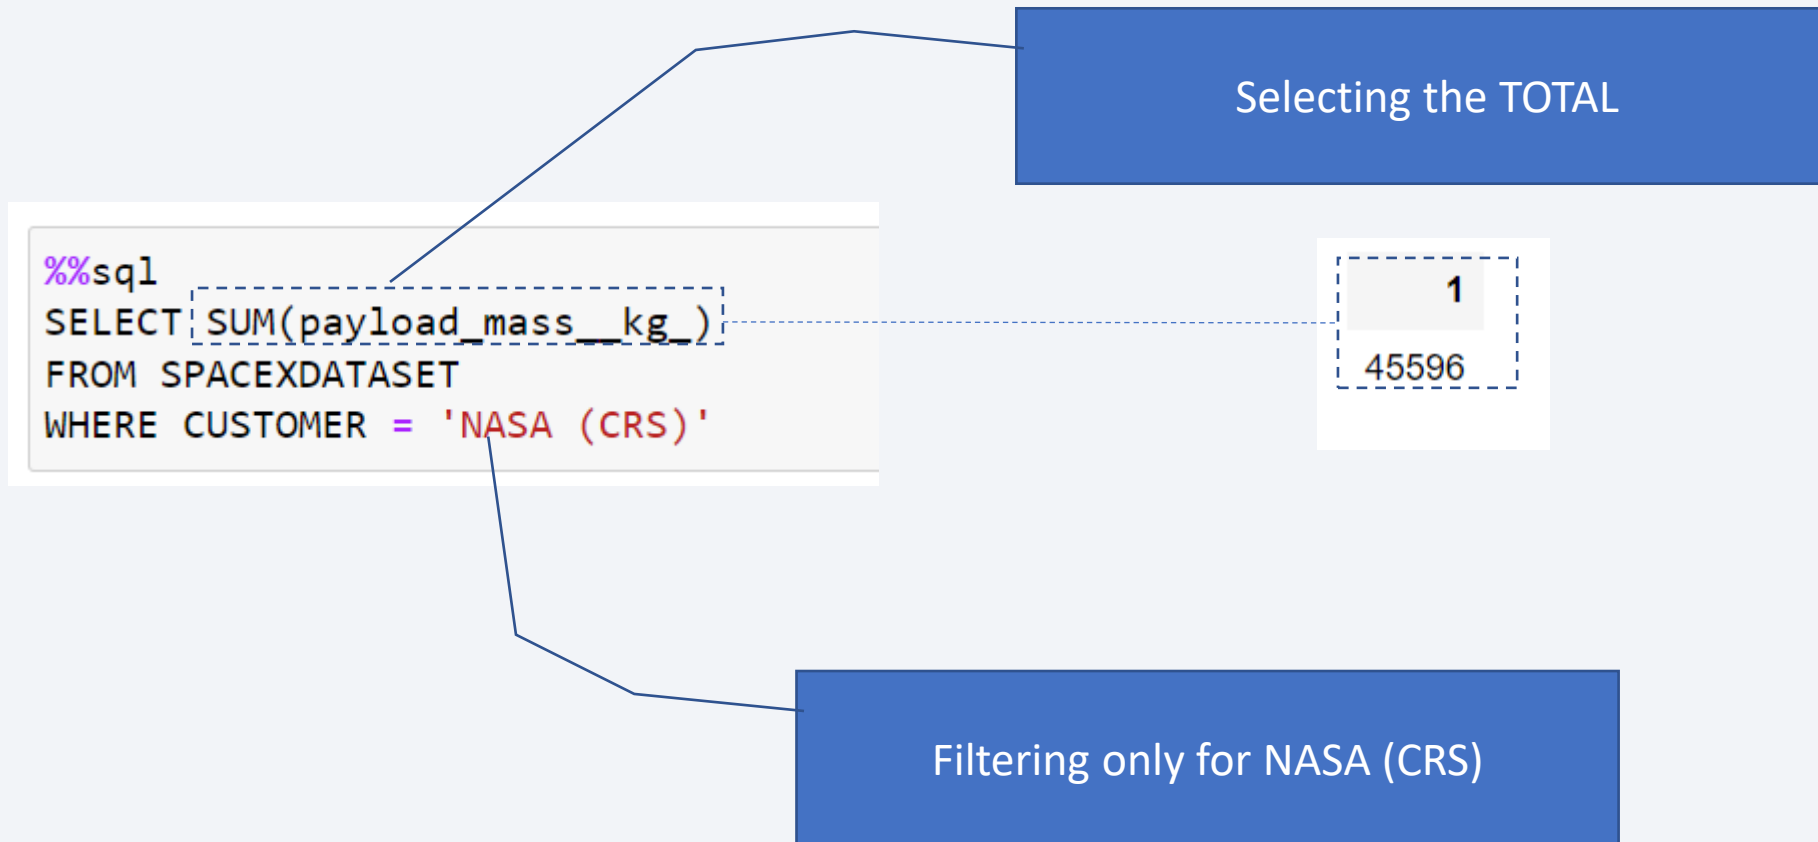 Selecting the TOTAL
%%sql
SELECT SUM(payload_mass__kg_)
FROM SPACEXDATASET
WHERE CUSTOMER = 'NASA (CRS)'
1
45596
Filtering only for NASA (CRS)